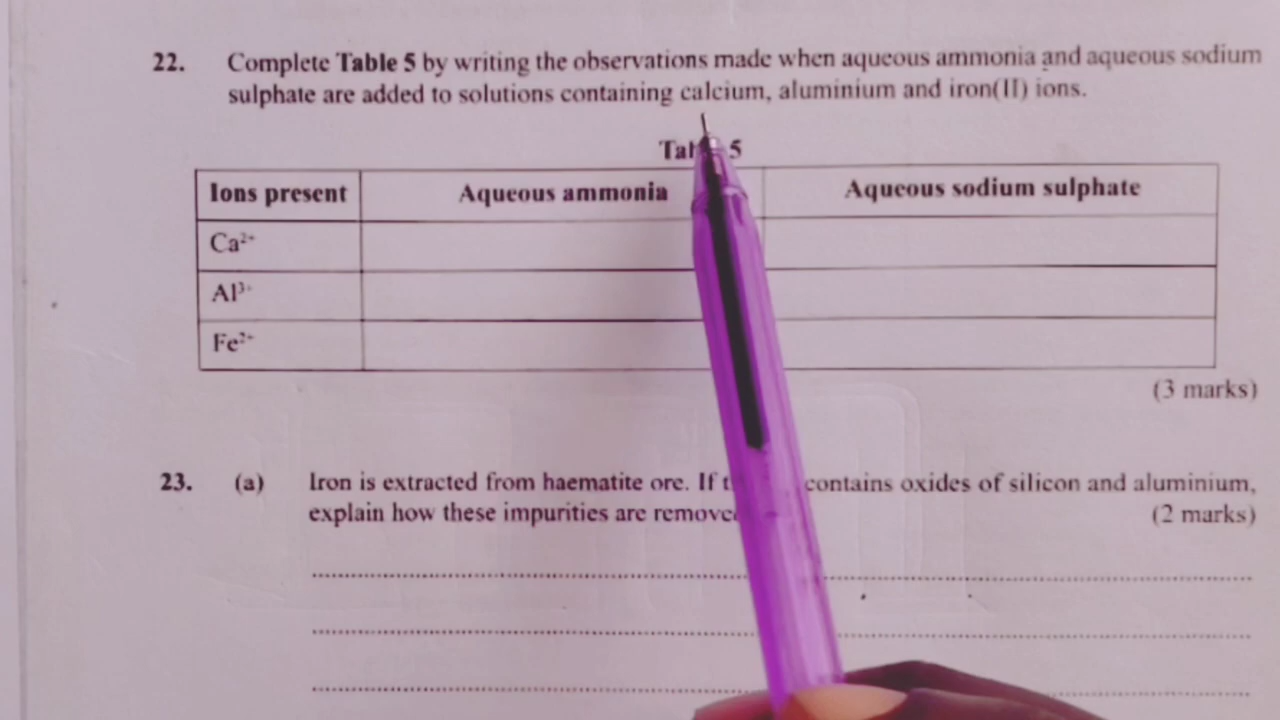 22. Complete Table 5 by writing the observations made when aqueous ammonia and aqueous sodium
sulphate are added to solutions containing calcium, aluminium and iron(II) ions.
5
Ions present Aqueous ammonia Aqueous sodium sulphate
Ca²⁺
Al³⁺
Fe²⁺
(3 marks)
23. (a) Iron is extracted from haematite ore. If contains oxides of silicon and aluminium,
explain how these impurities are (2 marks)